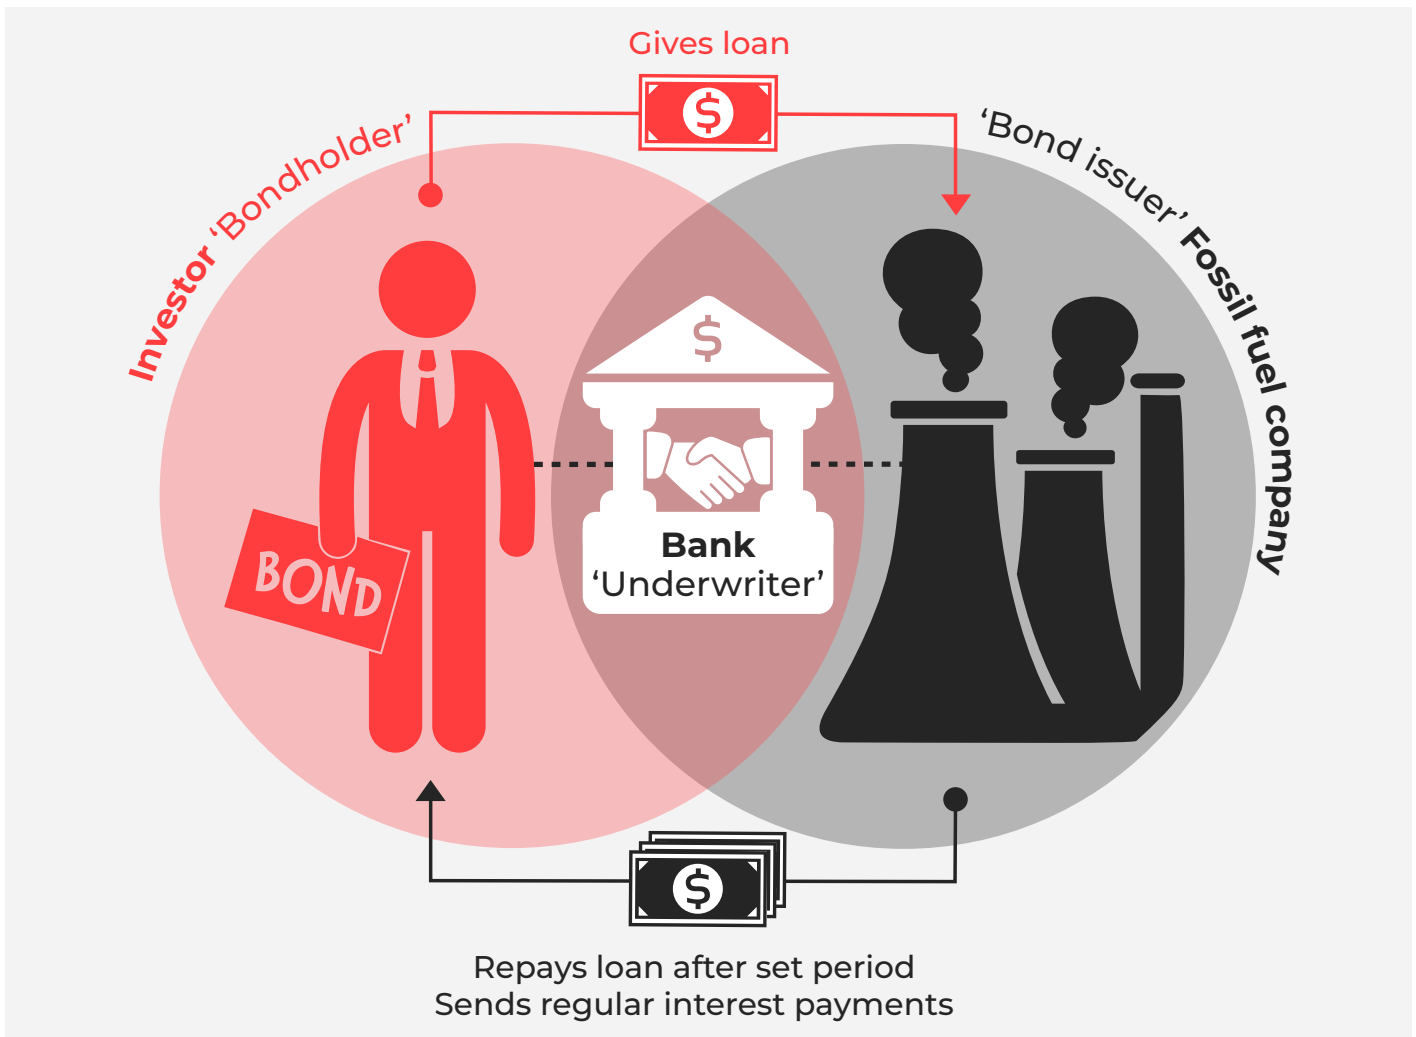 Gives loan
$
Investor ‘Bondholder’
‘Bond issuer’ Fossil fuel company
$
BOND
Bank
‘Underwriter’
$
Repays loan after set period
Sends regular interest payments